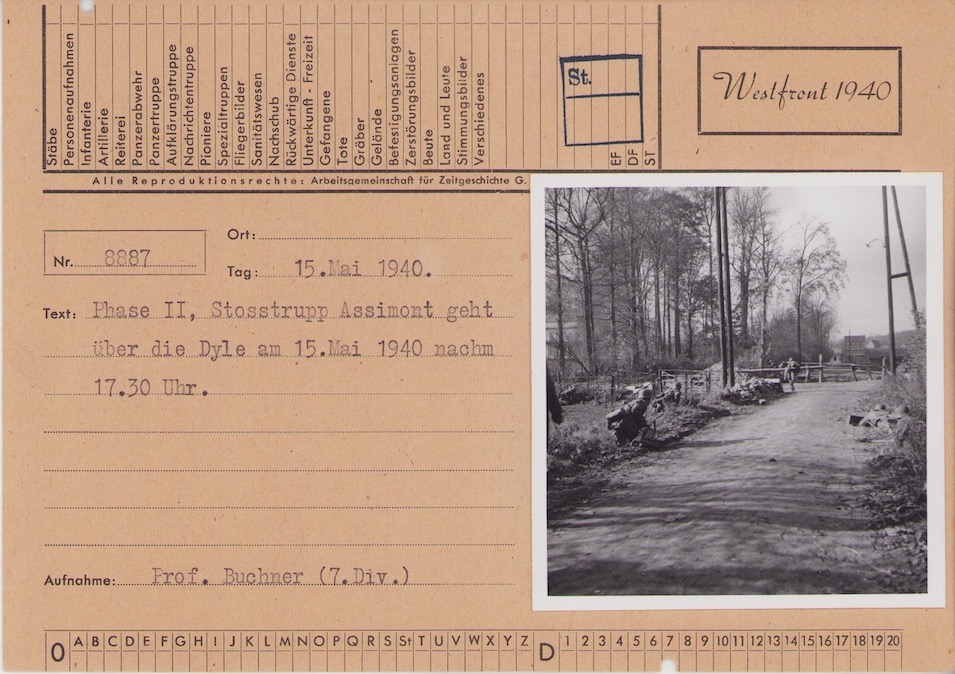 Stäbe
Personenaufnahmen
Infanterie
Artillerie
Reiterei
Panzerabwehr
Panzertruppe
Aufklärungstruppe
Nachrichtentruppe
Pioniere
Spezialtruppen
Fliegerbilder
Sanitätswesen
Nachschub
Rückwärtige Dienste
Unterkunft - Freizeit
Gefangene
Tote
Gräber
Gelände
Befestigungsanlagen
Zerstörungsbilder
Beute
Land und Leute
Stimmungsbilder
Verschiedenes
EF
DF
ST
St.
Westfront 1940
Alle Reproduktionsrechte: Arbeitsgemeinschaft für Zeitgeschichte G.
Nr. 8887
Ort:
Tag: 15.Mai 1940.
Text: Phase II, Stosstrupp Assimont geht
über die Dyle am 15.Mai 1940 nachm
17.30 Uhr.
Aufnahme: Prof. Buchner (7.Div.)
O A B C D E F G H I J K L M N O P Q R S St T U V W X Y Z D 1 2 3 4 5 6 7 8 9 10 11 12 13 14 15 16 17 18 19 20